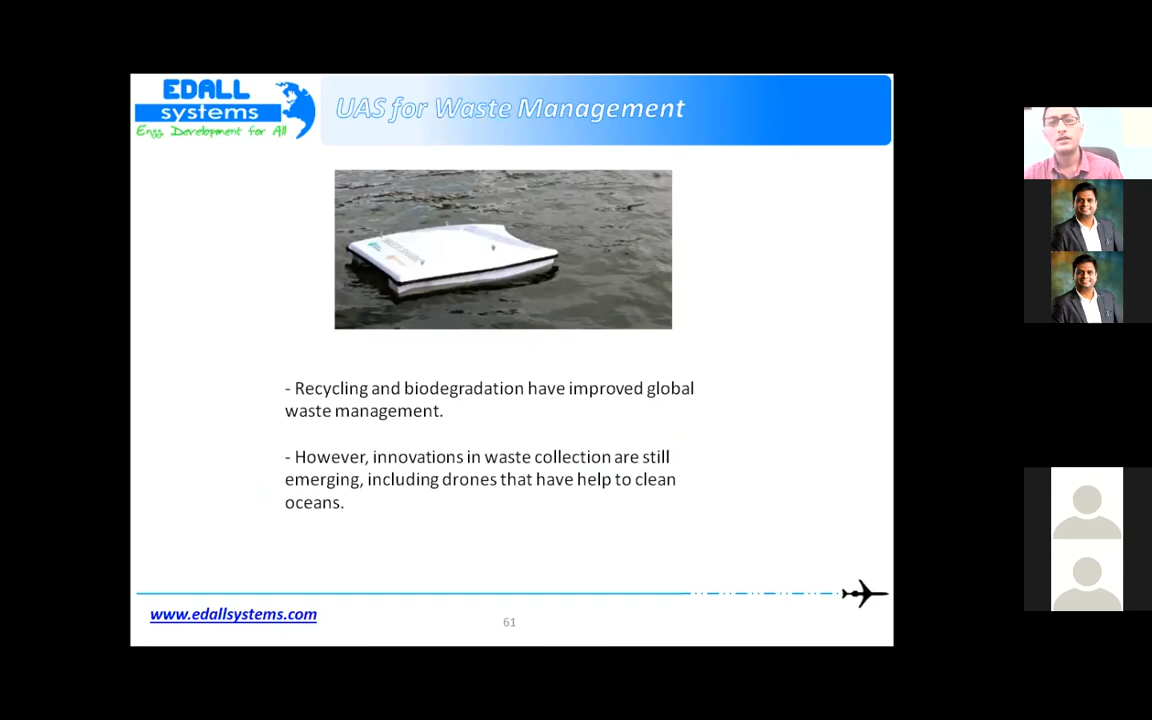 EDALL
systems
Engg Development for All
UAS for Waste Management
- Recycling and biodegradation have improved global
waste management.
- However, innovations in waste collection are still
emerging, including drones that have help to clean
oceans.
www.edallsystems.com
61